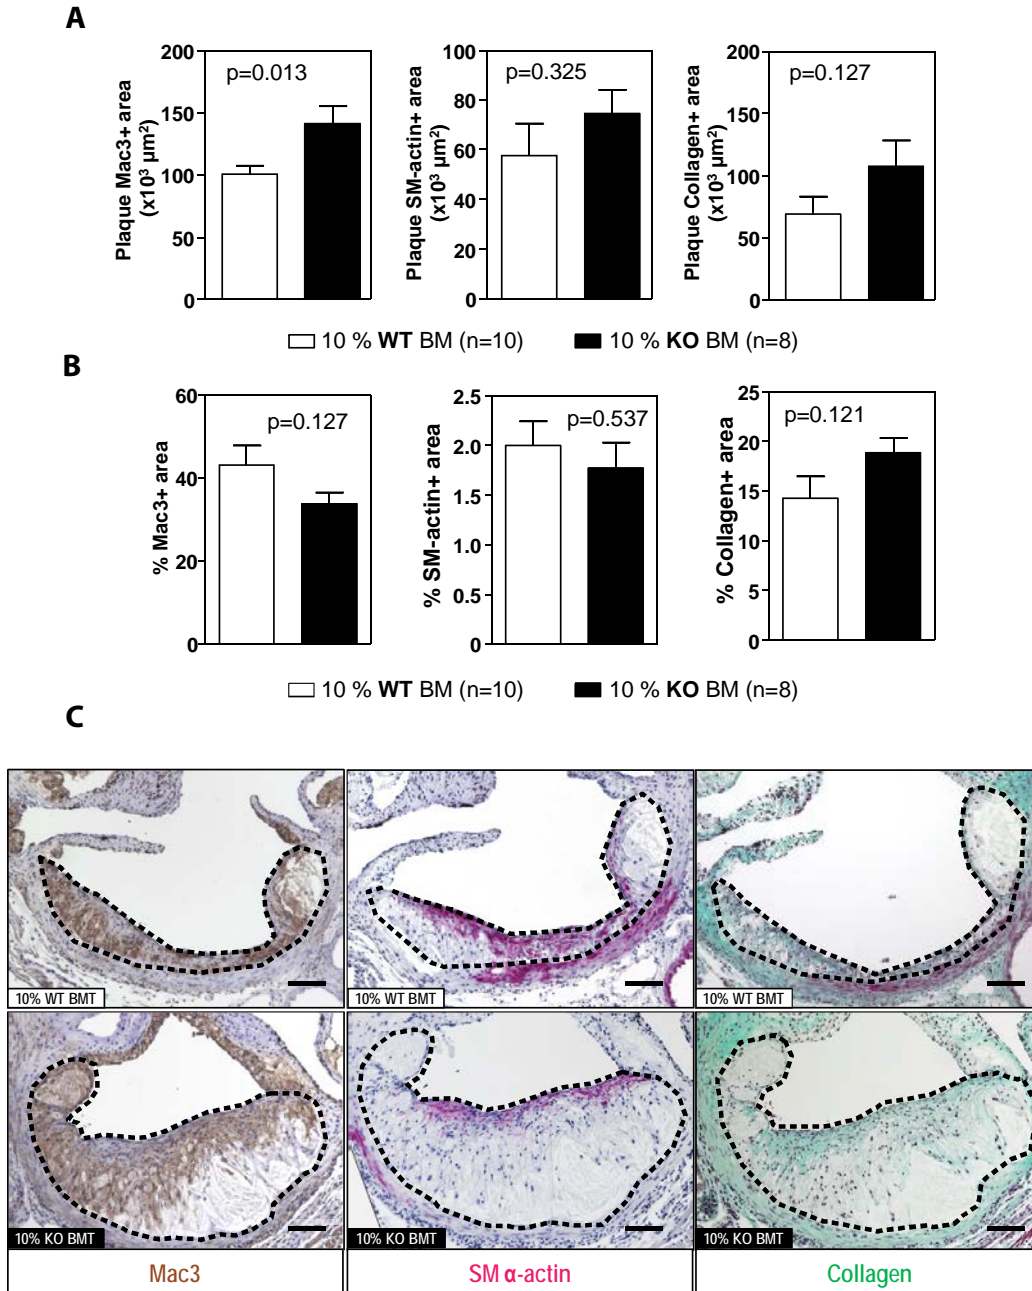 A
Plaque Mac3+ area
(x10³ µm²)
200
150
100
50
0
p=0.013
Plaque SM-actin+ area
(x10³ µm²)
100
80
60
40
20
0
p=0.325
Plaque Collagen+ area
(x10³ µm²)
200
150
100
50
0
p=0.127
10 % WT BM (n=10)
10 % KO BM (n=8)
B
% Mac3+ area
60
40
20
0
p=0.127
% SM-actin+ area
2.5
2.0
1.5
1.0
0.5
0
p=0.537
% Collagen+ area
25
20
15
10
5
0
p=0.121
10 % WT BM (n=10)
10 % KO BM (n=8)
C
10% WT BMT
10% WT BMT
10% WT BMT
10% KO BMT
10% KO BMT
10% KO BMT
Mac3
SM α-actin
Collagen